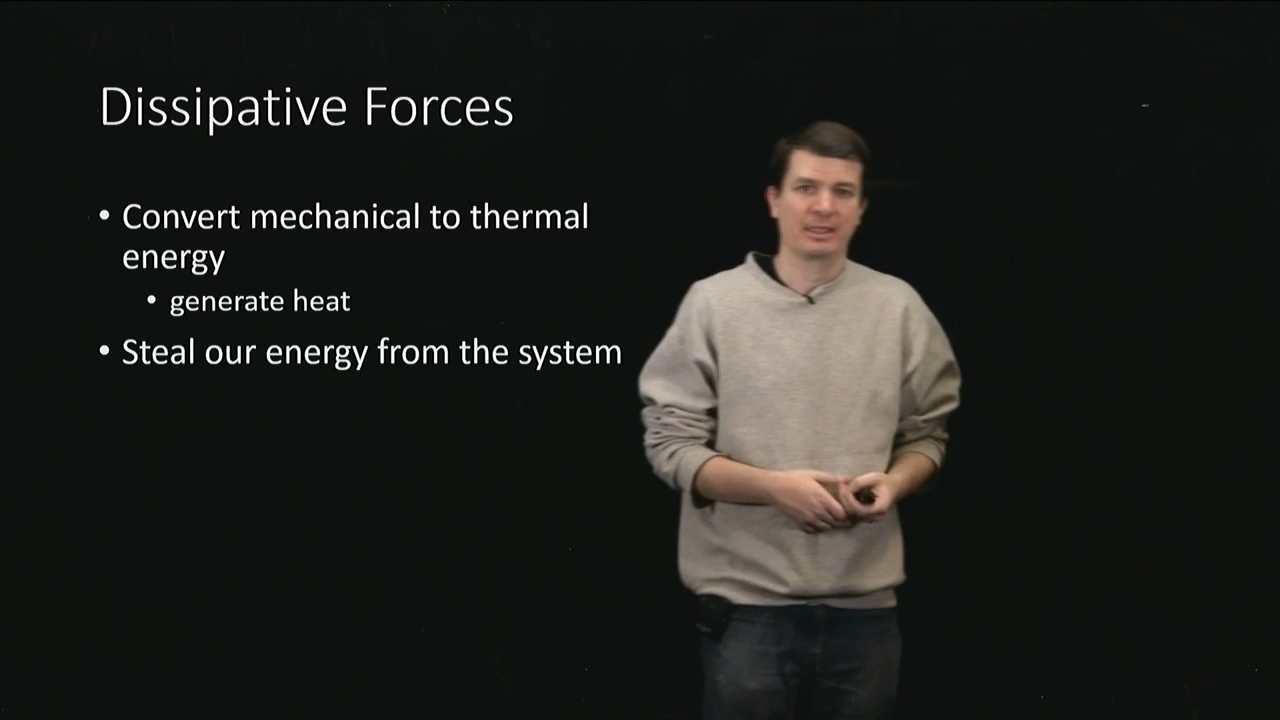 Dissipative Forces
• Convert mechanical to thermal
energy
• generate heat
• Steal our energy from the system